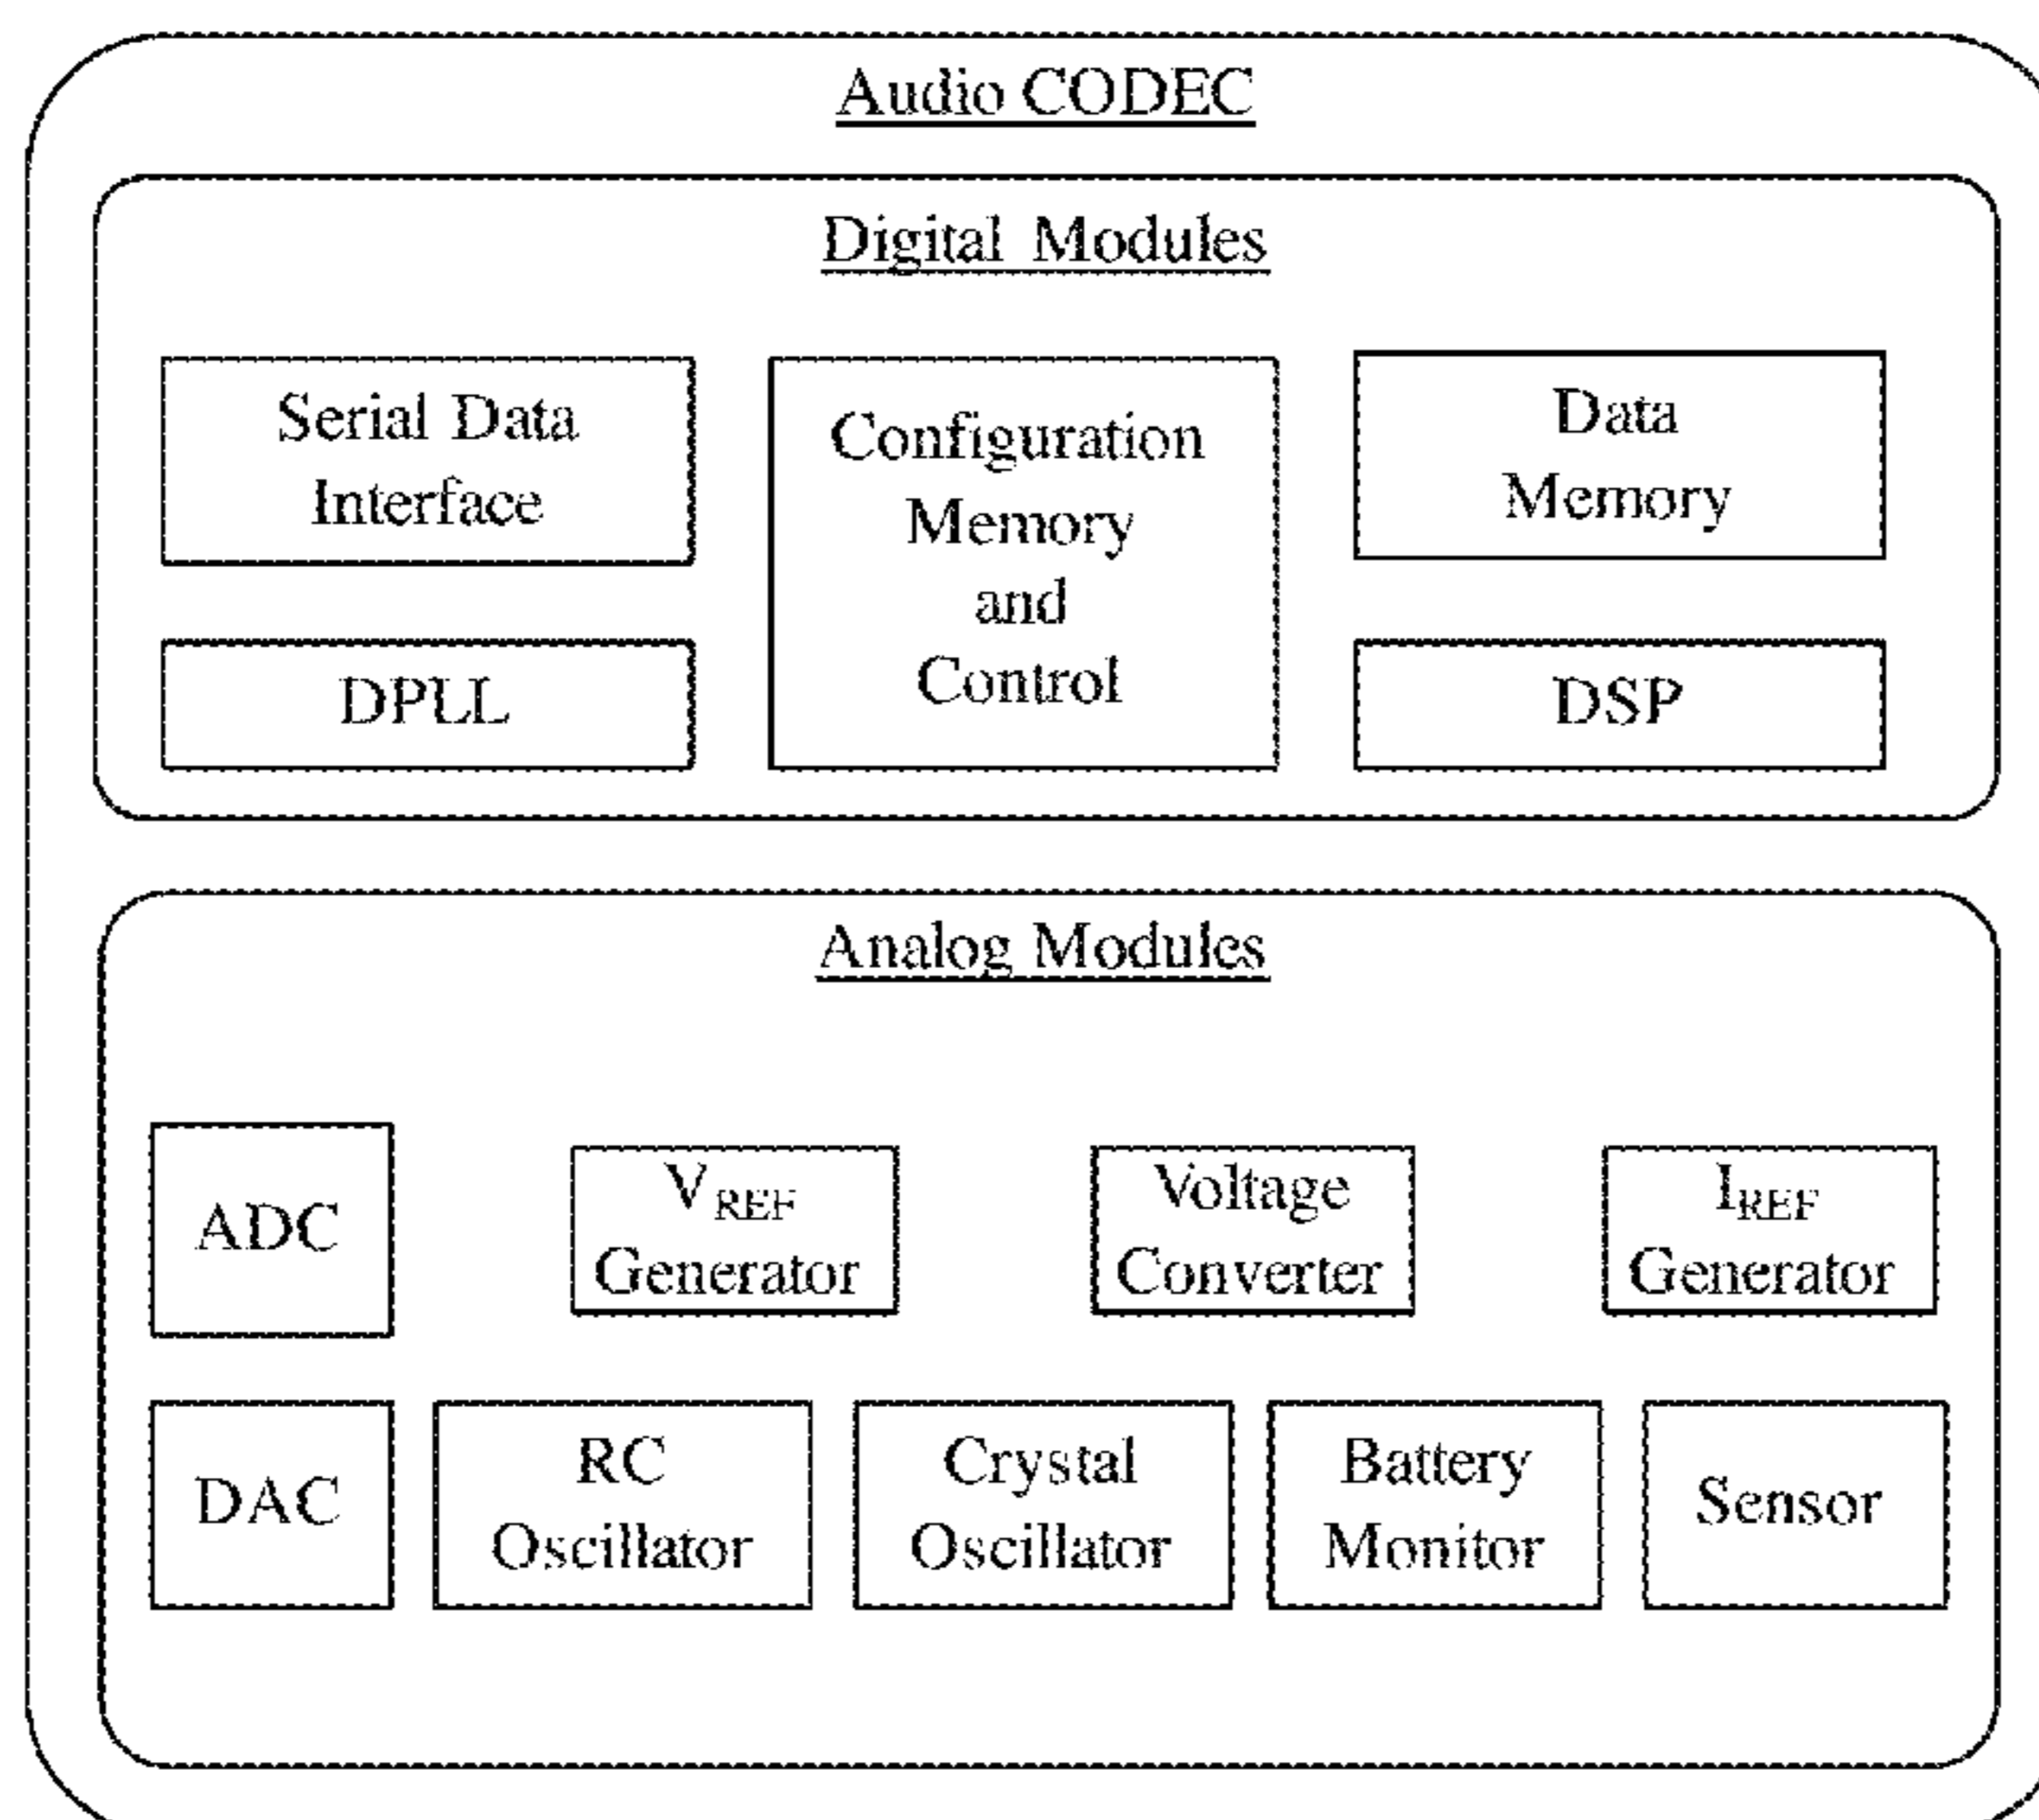 Audio CODEC
Digital Modules
Serial Data
Interface
Configuration
Memory
and
Control
Data
Memory
DPLL
DSP
Analog Modules
ADC
VREF
Generator
Voltage
Converter
IREF
Generator
DAC
RC
Oscillator
Crystal
Oscillator
Battery
Monitor
Sensor